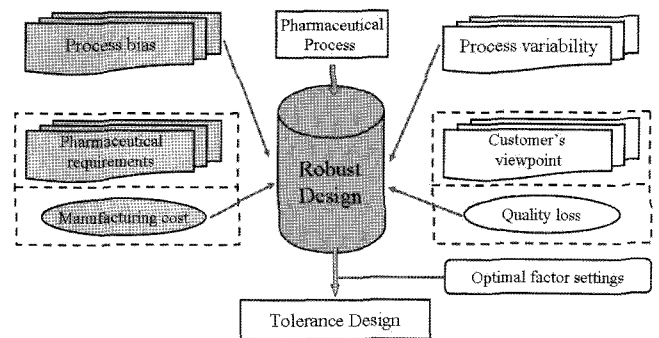 Process bias
Pharmaceutical
Process
Process variability
Pharmaceutical
requirements
Customer's
viewpoint
Robust
Design
Manufacturing cost
Quality loss
Optimal factor settings
Tolerance Design